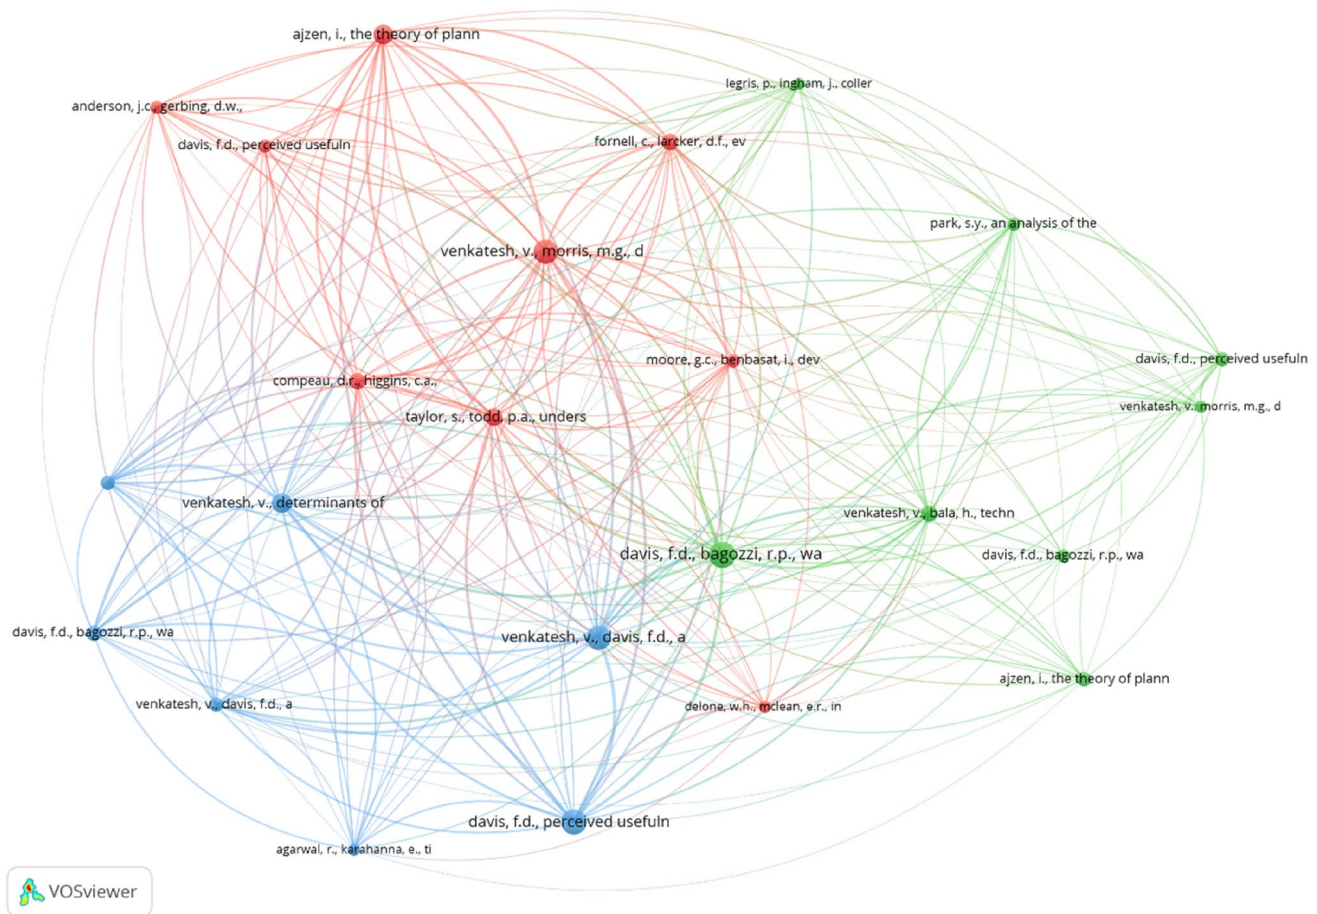 ajzen, i., the theory of plann
legris, p., ingham, j., coller
anderson, j.c., gerbing, d.w.,
davis, f.d., perceived usefuln
fornell, c., larcker, d.f., ev
park, s.y., an analysis of the
venkatesh, v., morris, m.g., d
moore, g.c., benbasat, i., dev
davis, f.d., perceived usefuln
compeau, d.r., higgins, c.a.,
venkatesh, v., morris, m.g., d
taylor, s., todd, p.a., unders
venkatesh, v., determinants of
venkatesh, v., bala, h., techn
davis, f.d., bagozzi, r.p., wa
davis, f.d., bagozzi, r.p., wa
davis, f.d., bagozzi, r.p., wa
venkatesh, v., davis, f.d., a
ajzen, i., the theory of plann
venkatesh, v., davis, f.d., a
delone, w.h., mclean, e.r., in
davis, f.d., perceived usefuln
agarwal, r., karahanna, e., ti
VOSviewer